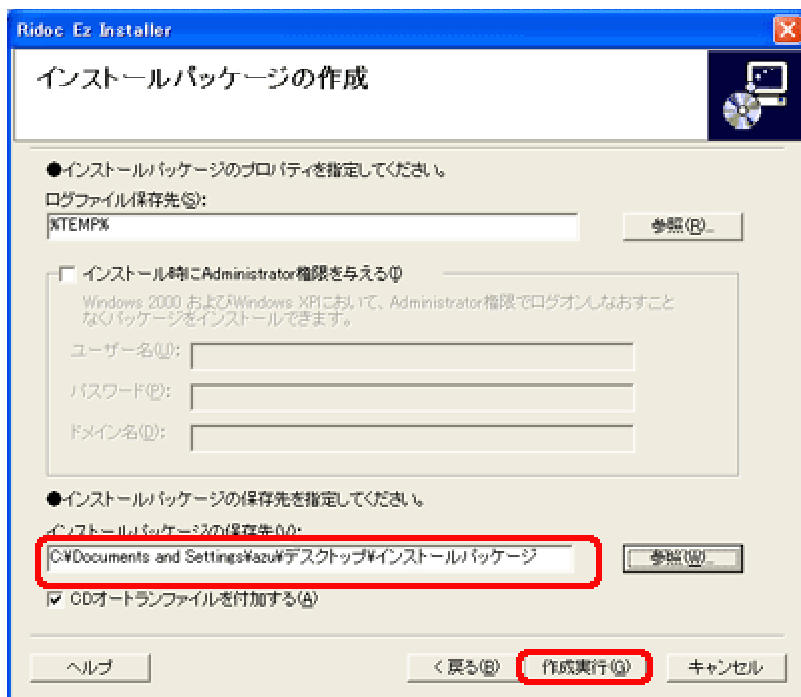 Ridoc Ez Installer
インストールパッケージの作成
●インストールパッケージのプロパティを指定してください。
ログファイル保存先(S):
%TEMP%
参照(R)...
インストール時にAdministrator権限を与える(I)
Windows 2000 およびWindows XPにおいて、Administrator権限でログオンしなおすこと
なくパッケージをインストールできます。
ユーザー名(U):
パスワード(P):
ドメイン名(D):
●インストールパッケージの保存先を指定してください。
インストールパッケージの保存先(V):
C:¥Documents and Settings¥azu¥デスクトップ¥インストールパッケージ
参照(W)...
CDオートランファイルを付加する(A)
ヘルプ
< 戻る(B)
作成実行(G)
キャンセル